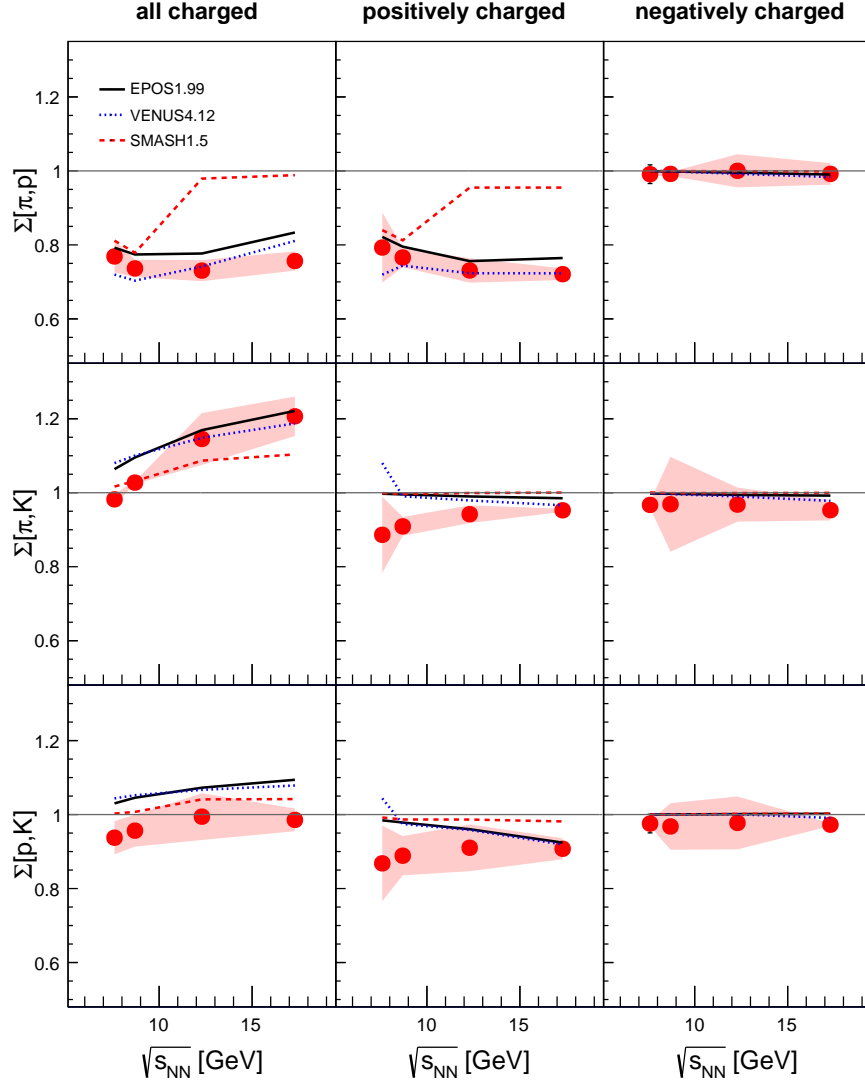 all charged positively charged negatively charged
EPOS1.99
VENUS4.12
SMASH1.5
Σ[π,p]
1.2
1
0.8
0.6
Σ[π,K]
1.2
1
0.8
0.6
Σ[p,K]
1.2
1
0.8
0.6
10 15 10 15 10 15
√sNN [GeV] √sNN [GeV] √sNN [GeV]